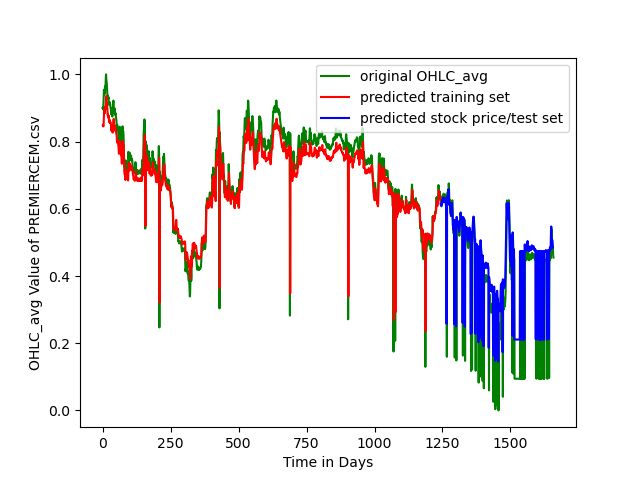 original OHLC_avg
predicted training set
predicted stock price/test set
OHLC_avg Value of PREMIERCEM.csv
1.0
0.8
0.6
0.4
0.2
0.0
0 250 500 750 1000 1250 1500
Time in Days